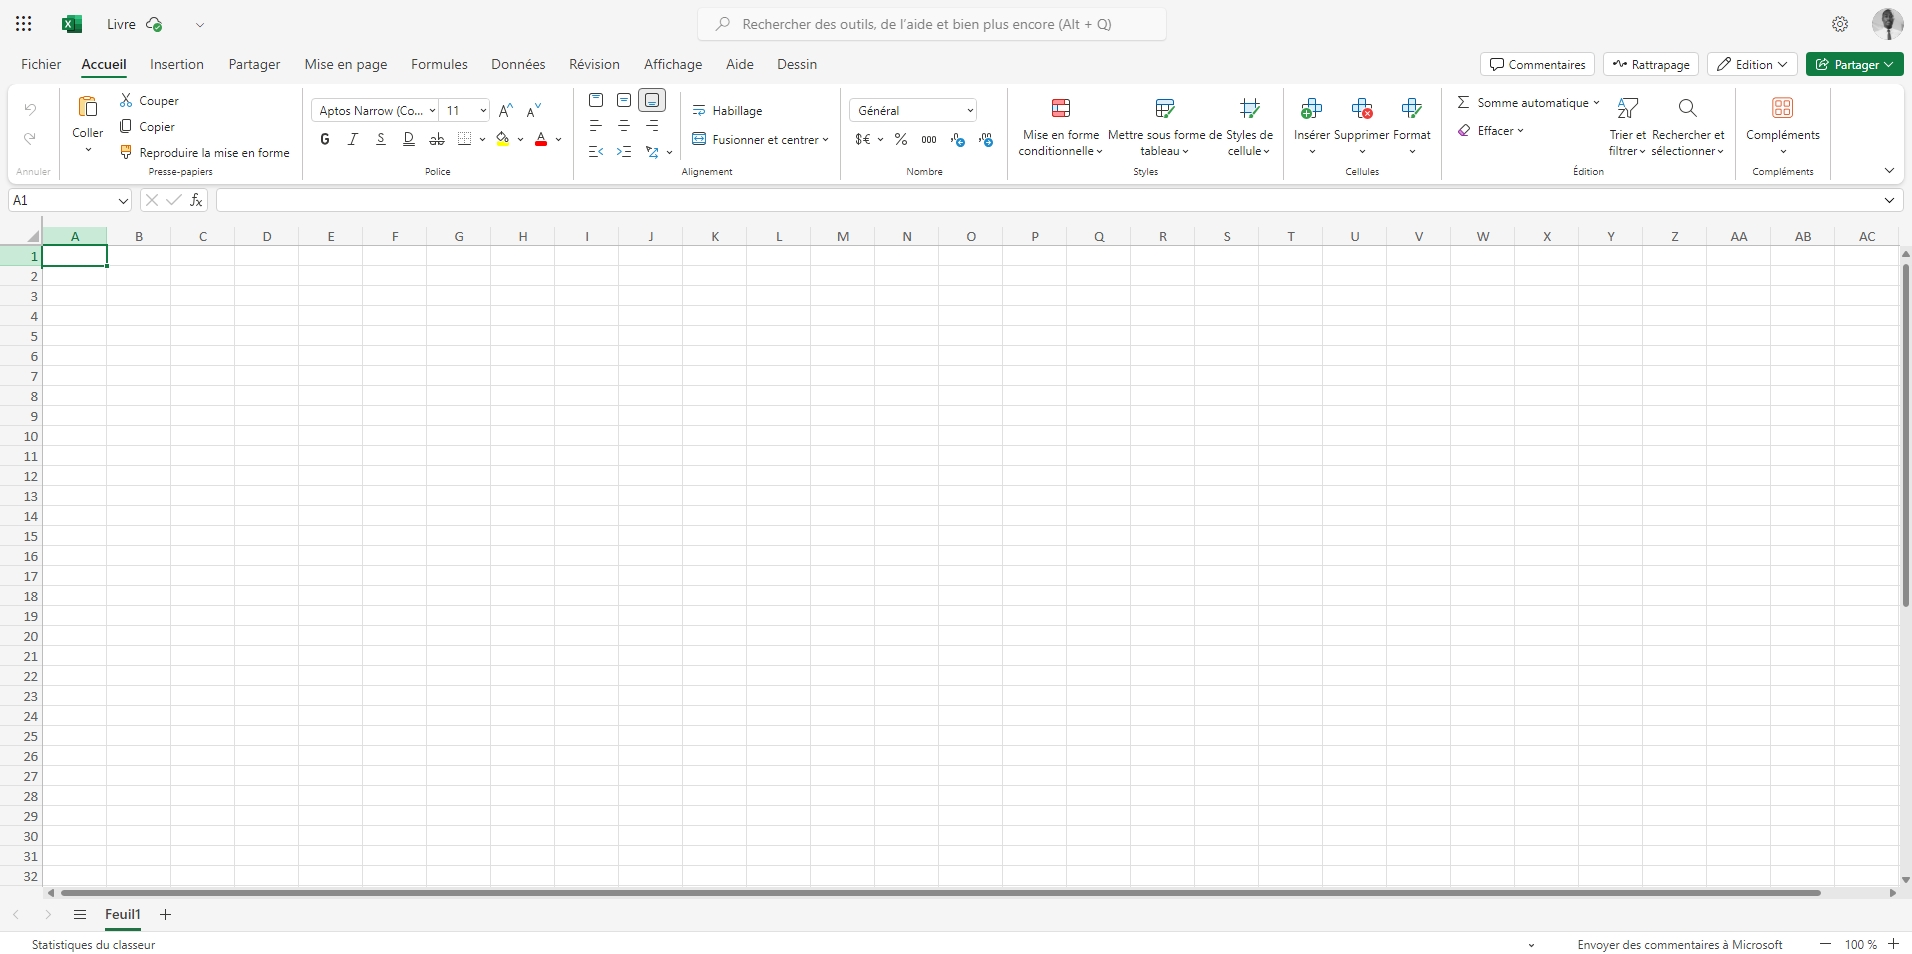 Livre
Rechercher des outils, de l'aide et bien plus encore (Alt + Q)
Fichier Accueil Insertion Partager Mise en page Formules Données Révision Affichage Aide Dessin
Commentaires Rattrapage Edition Partager
Coller
Couper
Copier
Reproduire la mise en forme
Annuler
Presse-papiers
Aptos Narrow (Co... 11
G I S D ab
Police
Habillage
Fusionner et centrer
Alignement
Général
$€ % 000
Nombre
Mise en forme conditionnelle
Mettre sous forme de tableau
Styles de cellule
Styles
Insérer Supprimer Format
Cellules
Somme automatique
Effacer
Trier et filtrer
Rechercher et sélectionner
Édition
Compléments
Compléments
A1
fx
A B C D E F G H I J K L M N O P Q R S T U V W X Y Z AA AB AC
1
2
3
4
5
6
7
8
9
10
11
12
13
14
15
16
17
18
19
20
21
22
23
24
25
26
27
28
29
30
31
32
Feuil1
Statistiques du classeur
Envoyer des commentaires à Microsoft
100 %